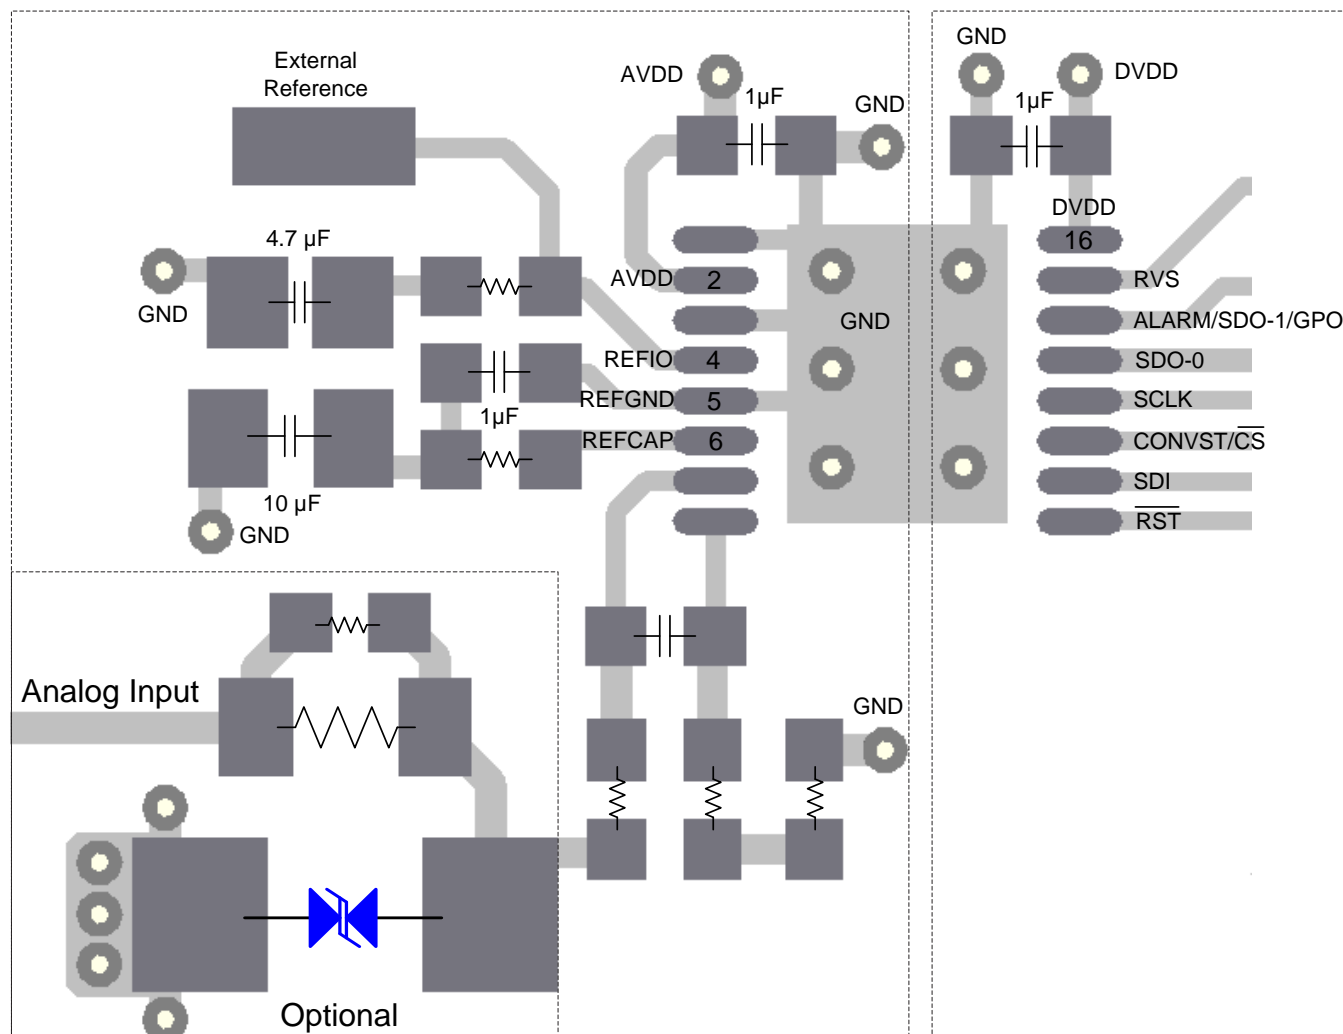 External
Reference
AVDD
1µF
GND
GND
DVDD
1µF
DVDD
16
4.7 µF
GND
AVDD
2
RVS
GND
ALARM/SDO-1/GPO
REFIO
4
SDO-0
REFGND
5
SCLK
1µF
REFCAP
6
CONVST/CS
SDI
10 µF
GND
RST
Analog Input
GND
Optional